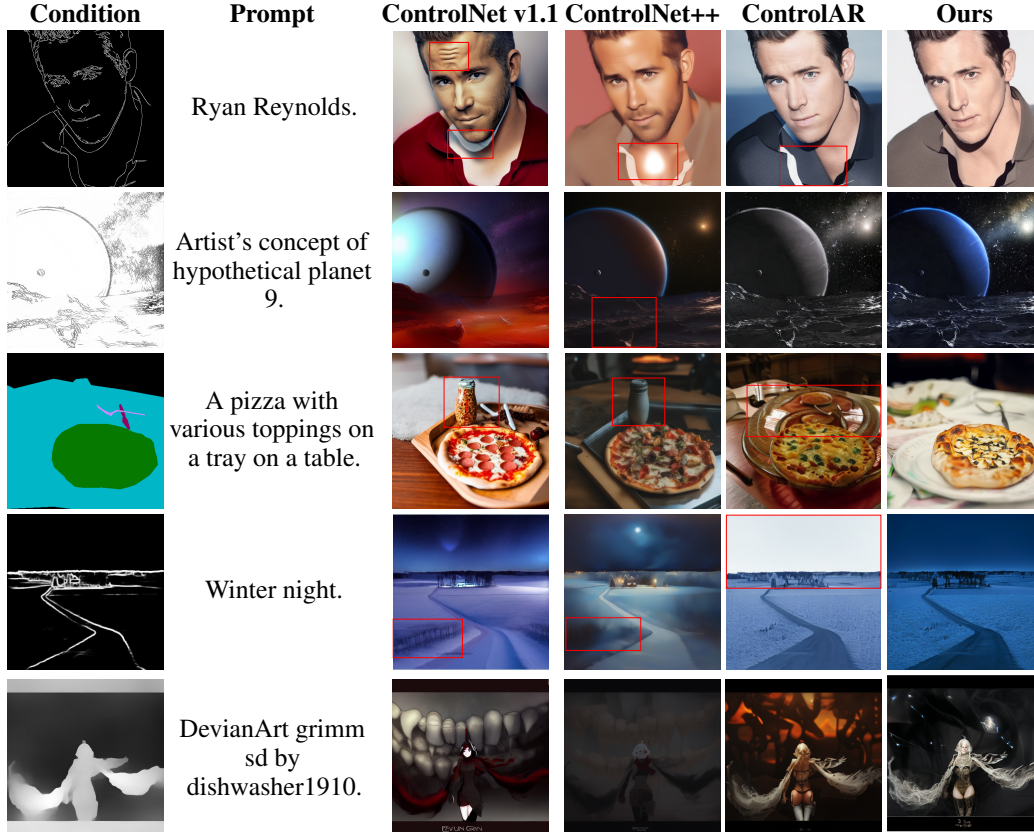 Condition Prompt ControlNet v1.1 ControlNet++ ControlAR Ours
Ryan Reynolds.
Artist's concept of
hypothetical planet
9.
A pizza with
various toppings on
a tray on a table.
Winter night.
DevianArt grimm
sd by
dishwasher1910.